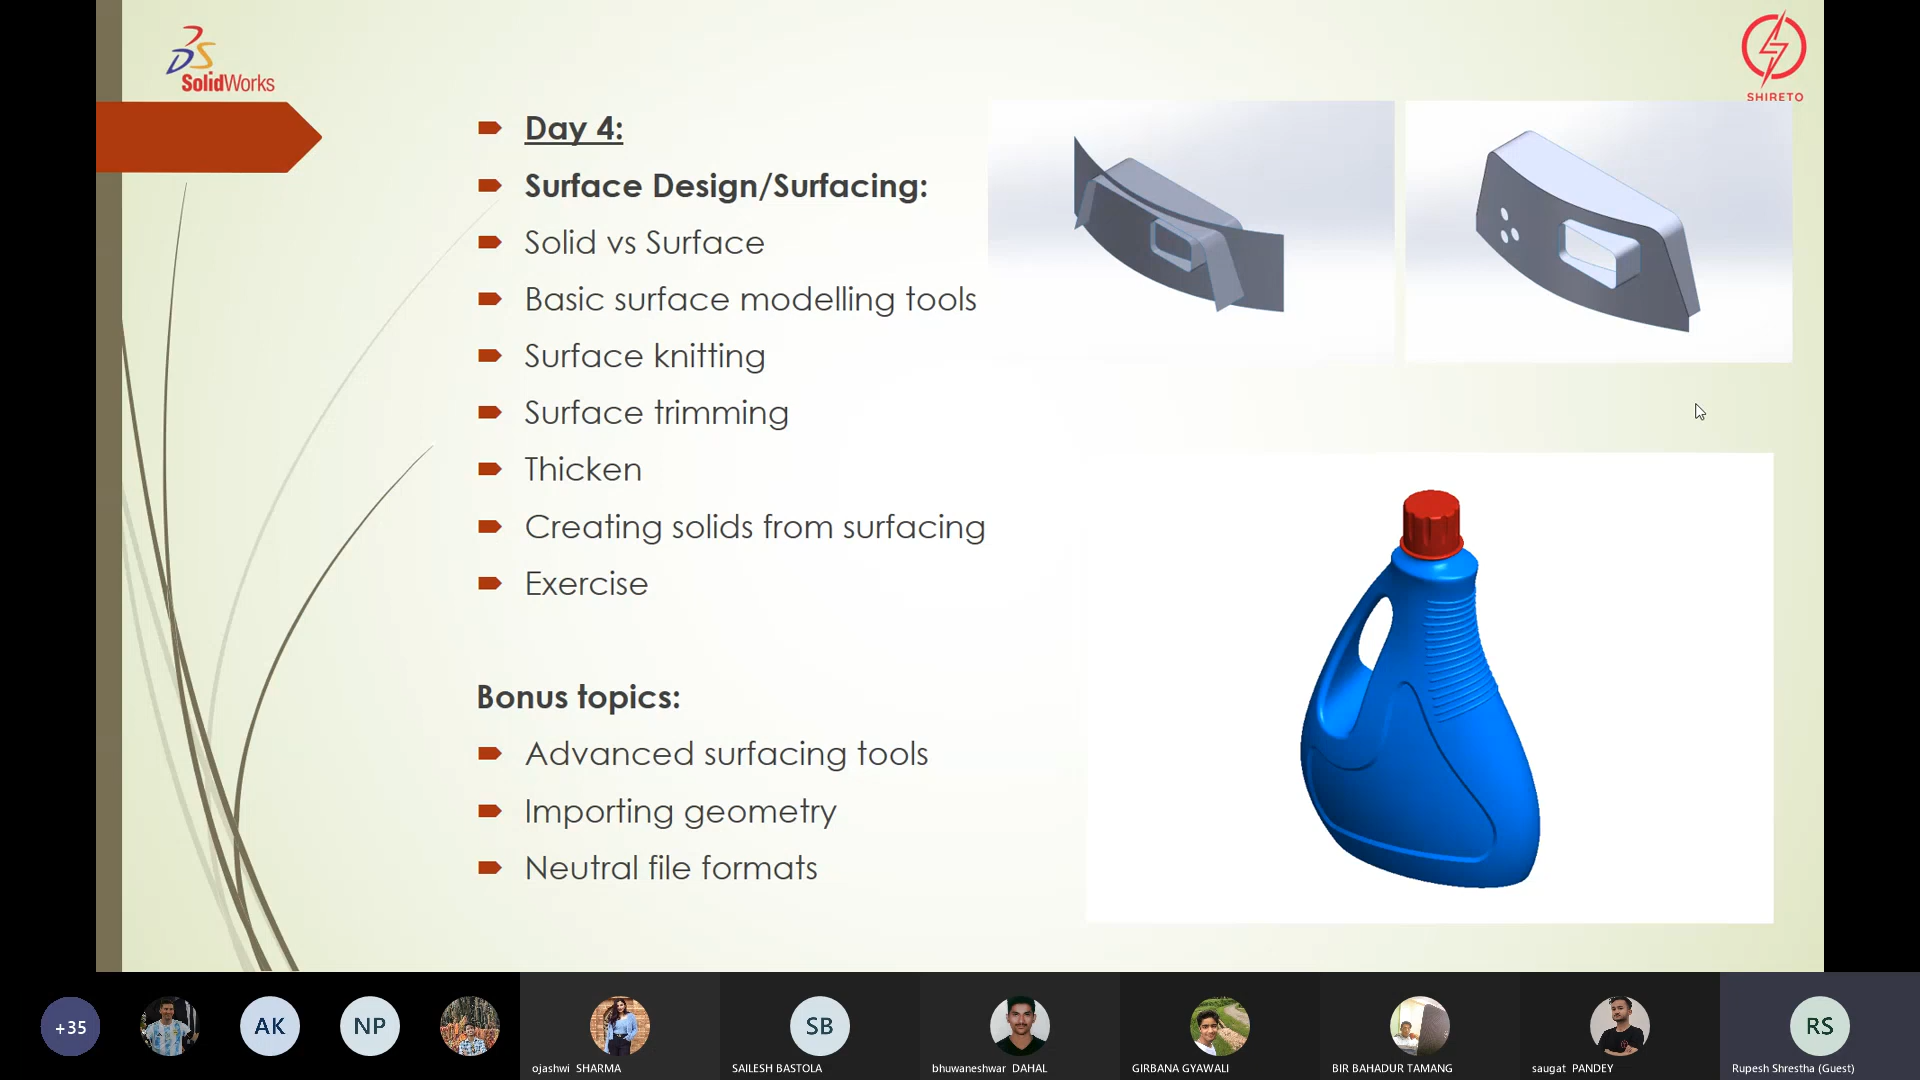 SolidWorks
SHIRETO
Day 4:
Surface Design/Surfacing:
Solid vs Surface
Basic surface modelling tools
Surface knitting
Surface trimming
Thicken
Creating solids from surfacing
Exercise
Bonus topics:
Advanced surfacing tools
Importing geometry
Neutral file formats
+35
AK
NP
SB
RS
ojashwi SHARMA
SAILESH BASTOLA
bhuwaneshwar DAHAL
GIRBANA GYAWALI
BIR BAHADUR TAMANG
saugat PANDEY
Rupesh Shrestha (Guest)